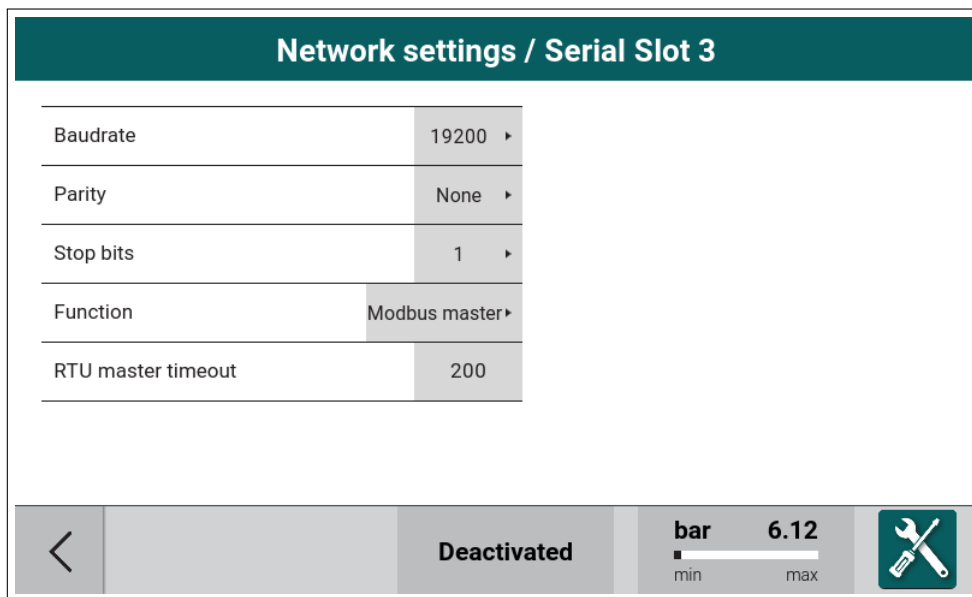 Network settings / Serial Slot 3
Baudrate 19200
Parity None
Stop bits 1
Function Modbus master
RTU master timeout 200
Deactivated
bar 6.12
min max